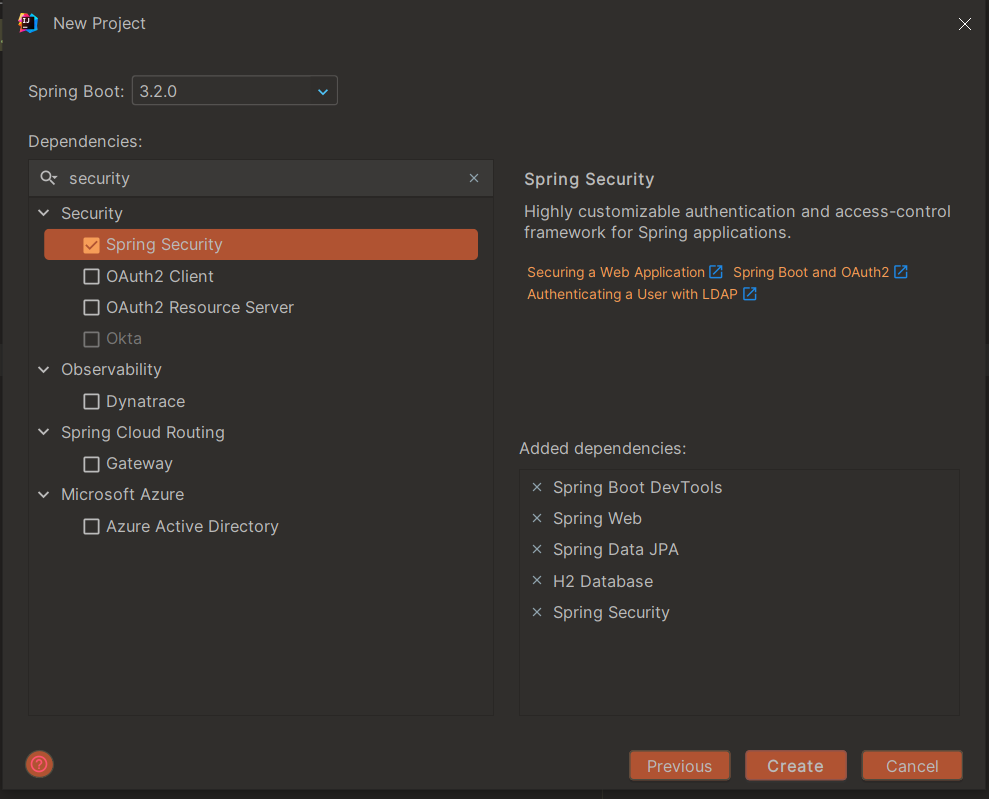 New Project
Spring Boot: 3.2.0
Dependencies:
security
Security
Spring Security
OAuth2 Client
OAuth2 Resource Server
Okta
Observability
Dynatrace
Spring Cloud Routing
Gateway
Microsoft Azure
Azure Active Directory
Spring Security
Highly customizable authentication and access-control
framework for Spring applications.
Securing a Web Application Spring Boot and OAuth2
Authenticating a User with LDAP
Added dependencies:
Spring Boot DevTools
Spring Web
Spring Data JPA
H2 Database
Spring Security
?
Previous Create Cancel